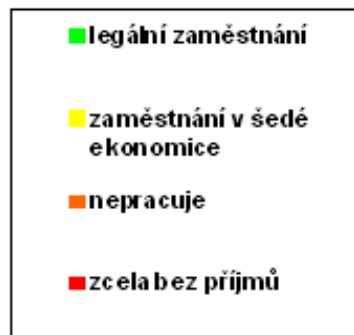 legální zaměstnání
zaměstnání v šedé
ekonomice
nepracuje
zcela bez příjmů